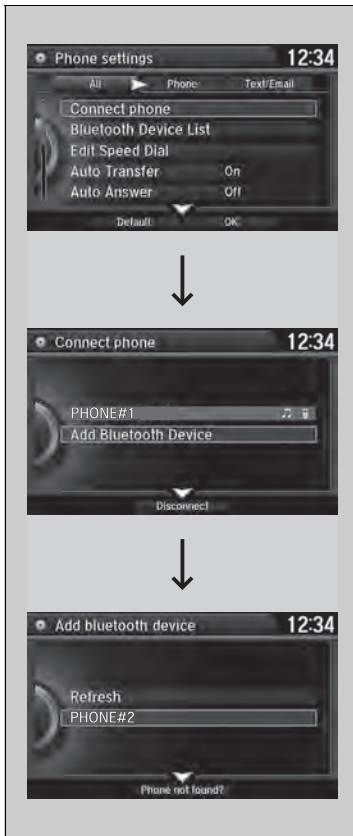 Phone settings 12:34
All Phone Text/Email
Connect phone
Bluetooth Device List
Edit Speed Dial
Auto Transfer On
Auto Answer Off
Default OK
Connect phone 12:34
PHONE#1
Add Bluetooth Device
Disconnect
Add bluetooth device 12:34
Refresh
PHONE#2
Phone not found?